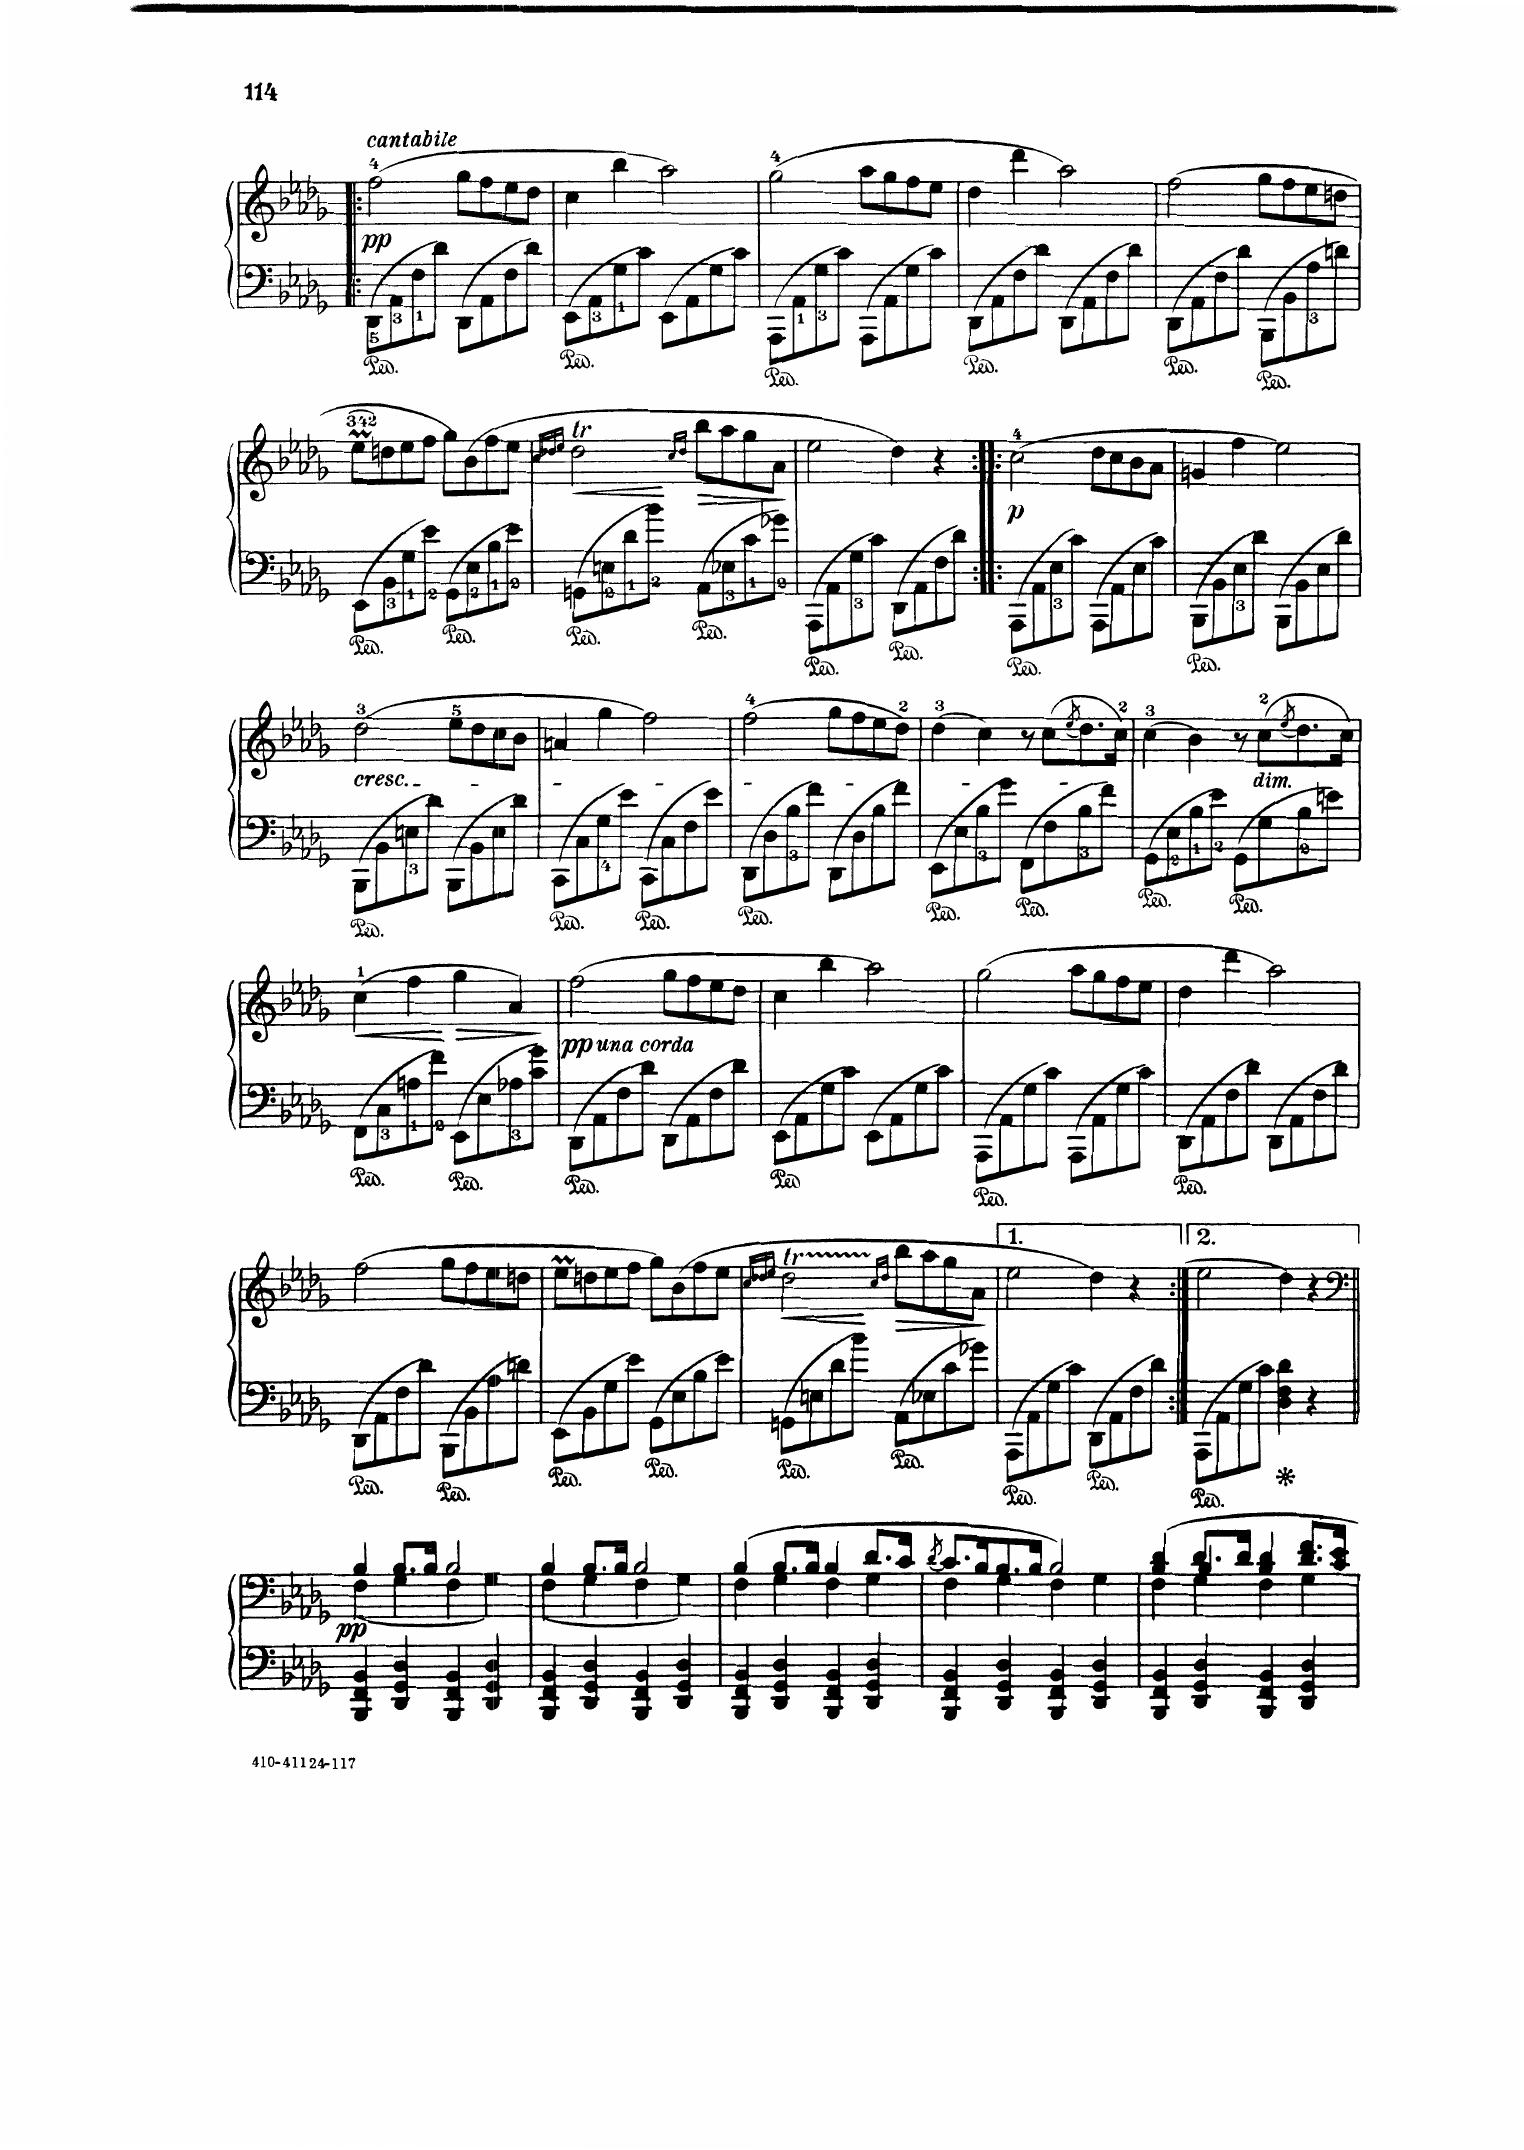 114
cantabile
4
pp
4
5 3 1 3 1 1 3 3
Ped. Ped. Ped. Ped. Ped. Ped.
342 tr 4
p
3 1 2 2 1 2 2 1 2 3 1 2 3 3 3
Ped. Ped. Ped. Ped. Ped. Ped. Ped. Ped.
3 5 4 2 3 2 3 2
cresc. dim.
3 4 3 3 3 2 1 2 2
Ped. Ped. Ped. Ped. Ped. Ped. Ped. Ped.
1
pp una corda
3 1 2 3
Ped. Ped. Ped. Ped Ped. Ped.
1. 2.
tr
Ped. Ped. Ped. Ped. Ped. Ped. Ped. Ped. Ped. *
pp
410-41124-117